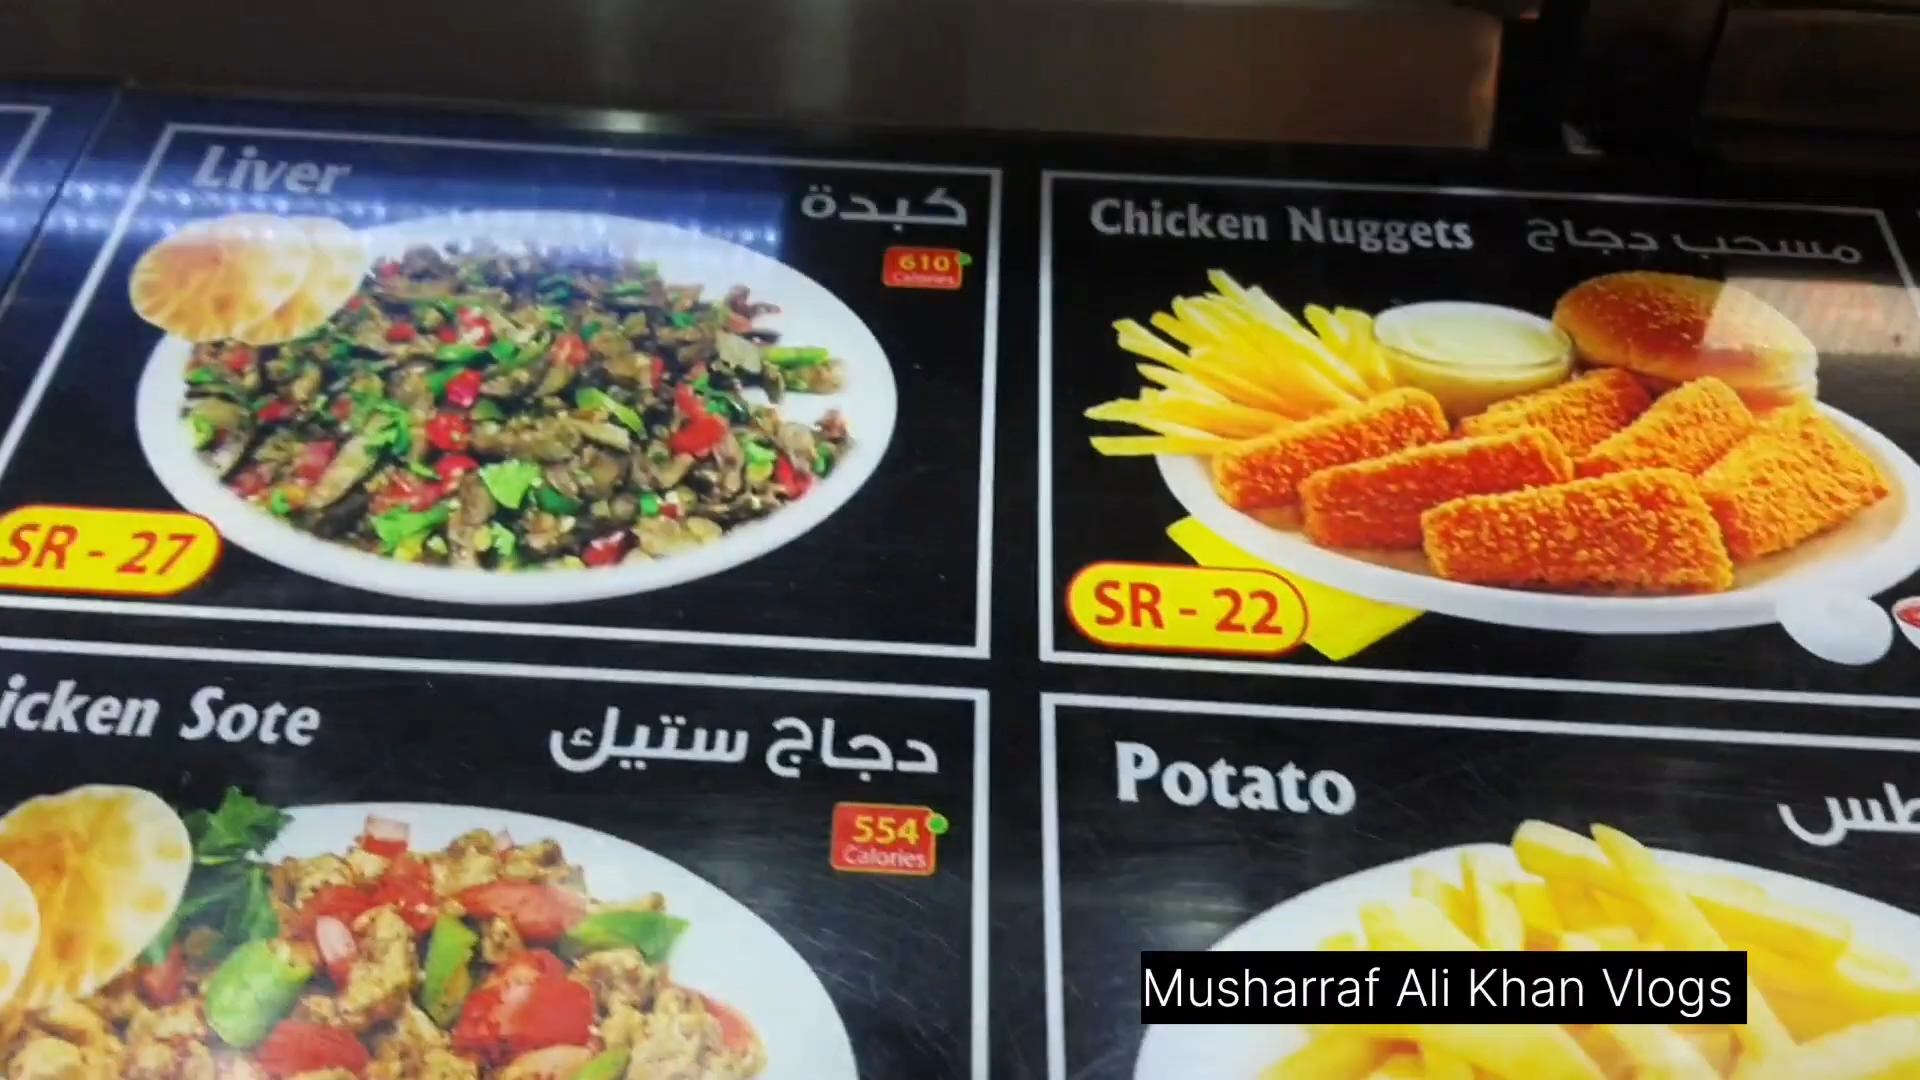 Liver
كبدة
610
Calories
SR - 27
Chicken Nuggets
مسحب دجاج
SR - 22
icken Sote
دجاج ستيك
554
Calories
Potato
طس
Musharraf Ali Khan Vlogs